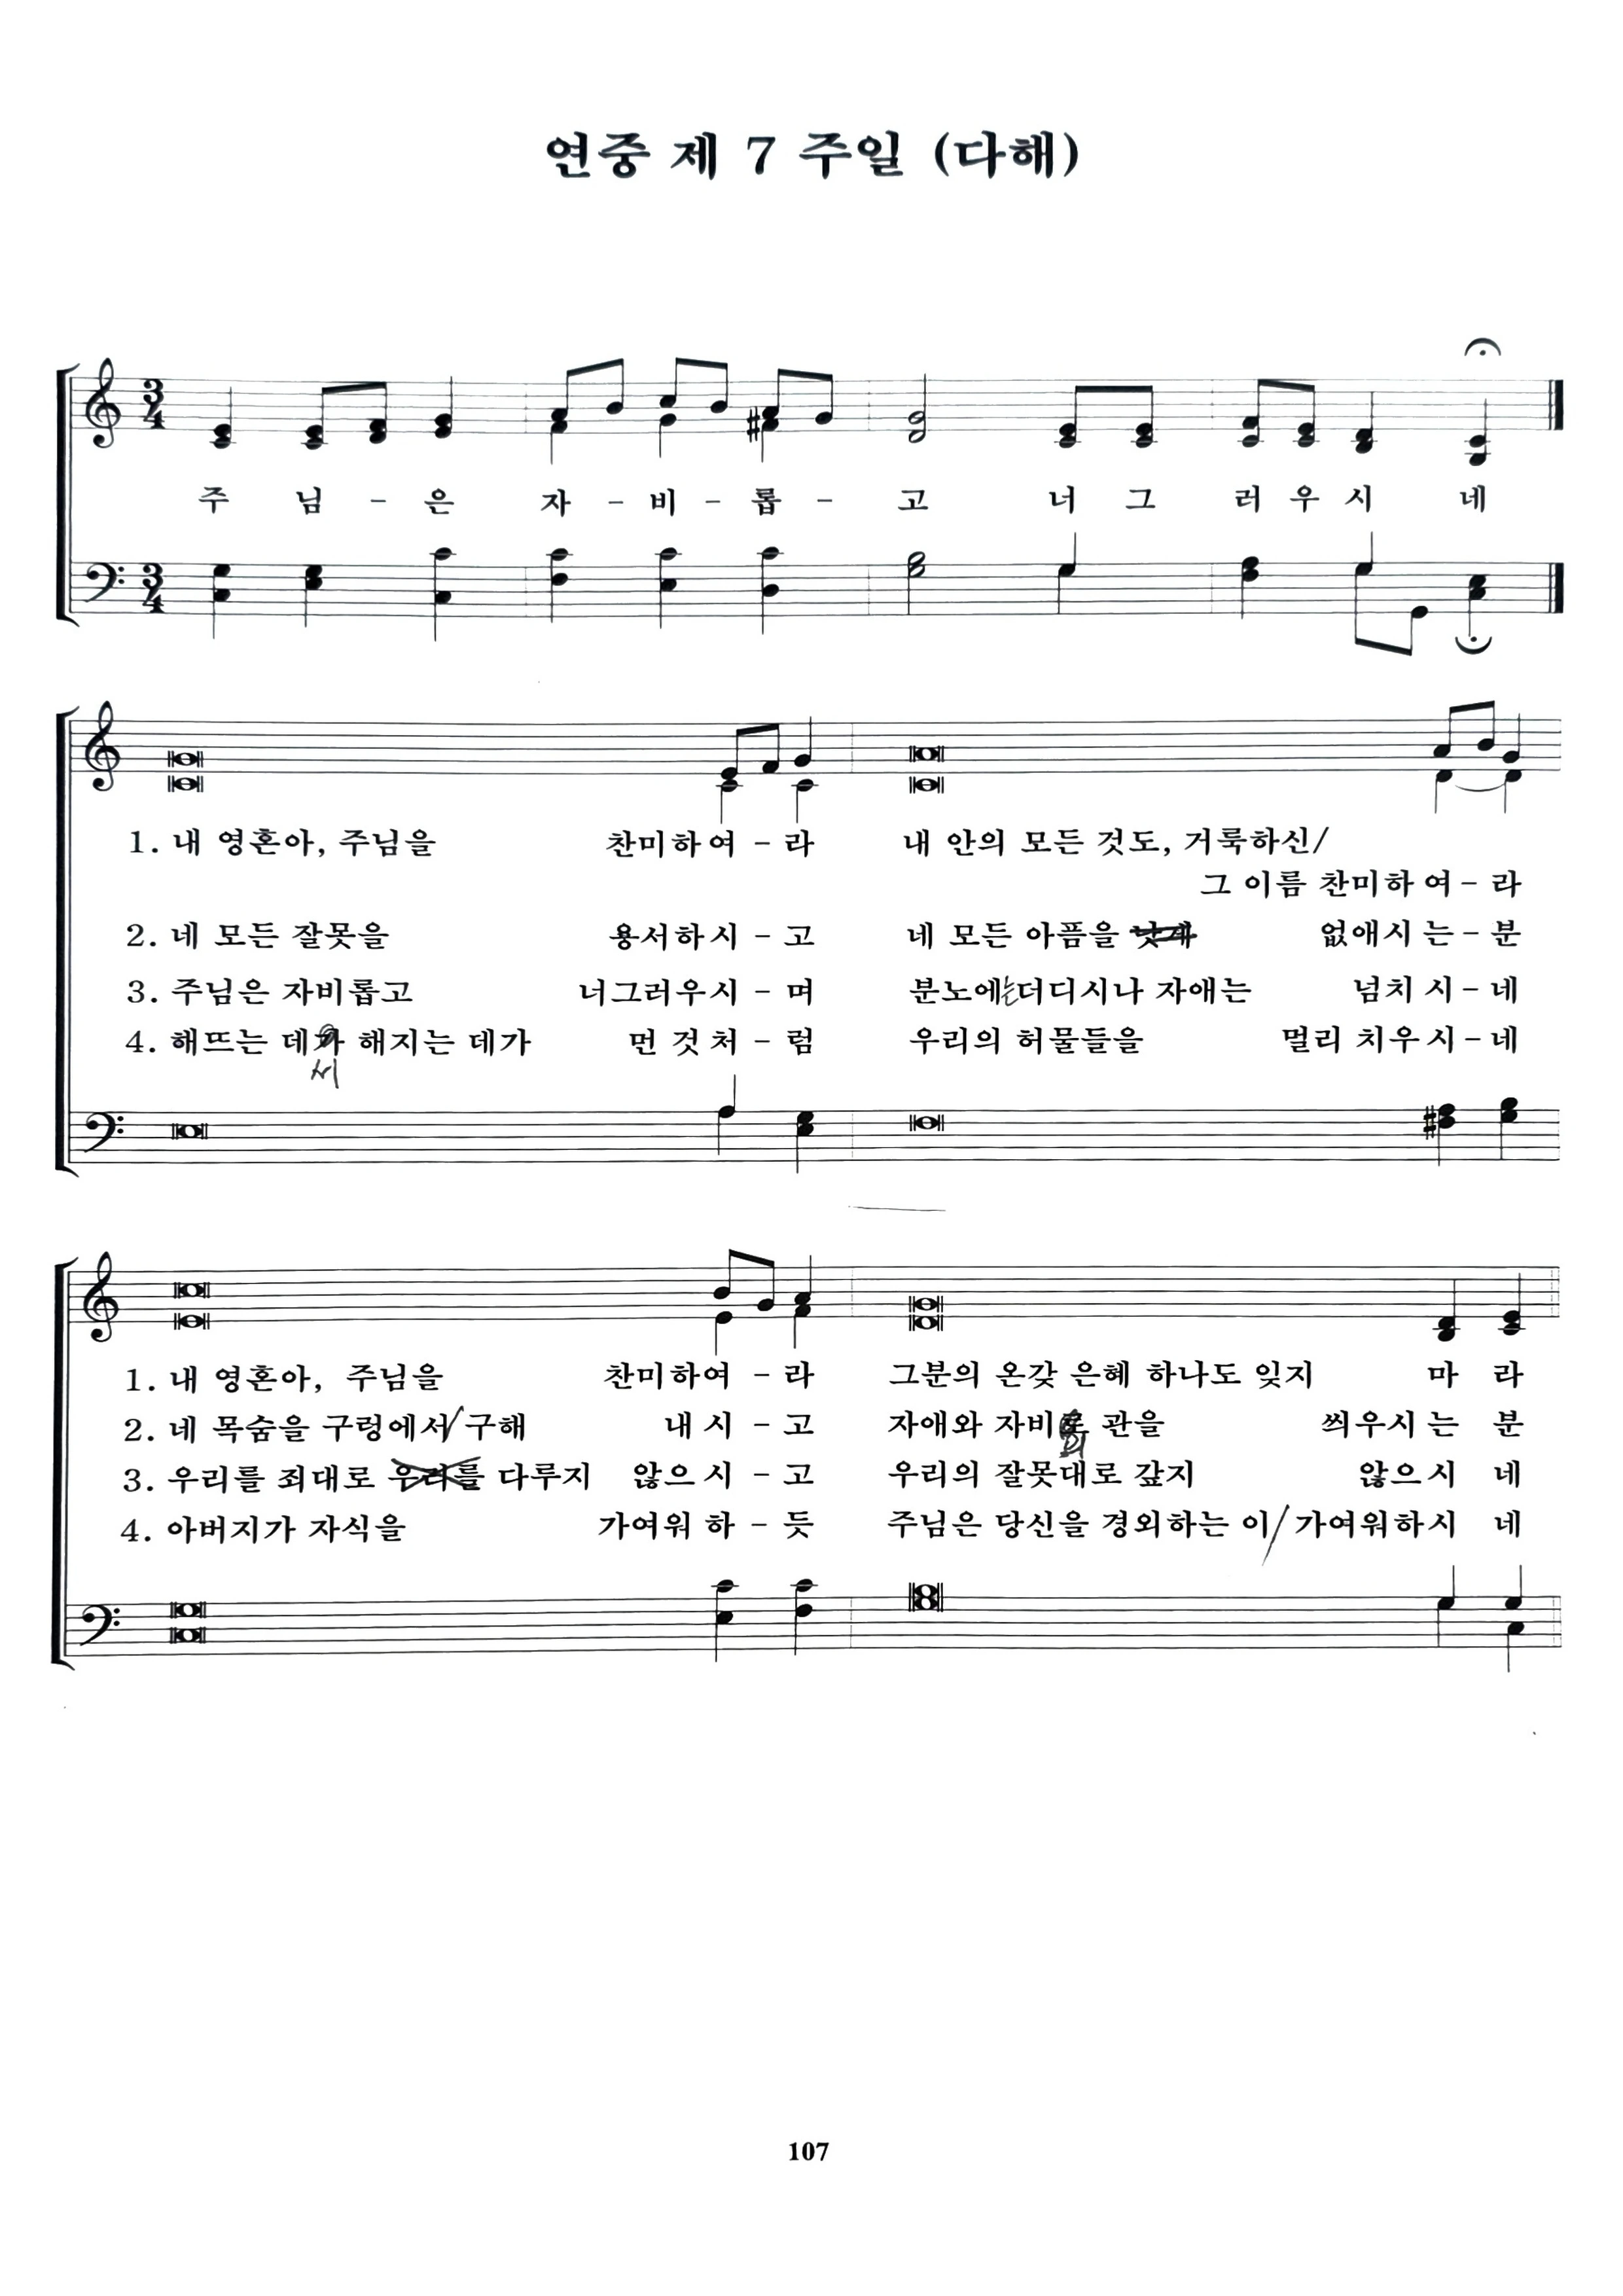 연중 제 7 주일 (다해)
주 님 - 은 자 - 비 - 롭 - 고 너 그 러 우 시 네
1. 내 영혼아, 주님을 찬미하여 - 라 내 안의 모든 것도, 거룩하신/
그 이름 찬미하여 - 라
2. 네 모든 잘못을 용서하시 - 고 네 모든 아픔을 낫게 없애시는 - 분
3. 주님은 자비롭고 너그러우시 - 며 분노에는 더디시나 자애는 넘치시 - 네
4. 해뜨는 데서 해지는 데가 먼 것 처 - 럼 우리의 허물들을 멀리 치우시 - 네
1. 내 영혼아, 주님을 찬미하여 - 라 그분의 온갖 은혜 하나도 잊지 마 라
2. 네 목숨을 구렁에서/ 구해 내시 - 고 자애와 자비의 관을 씌우시는 분
3. 우리를 죄대로 우리를 다루지 않으시 - 고 우리의 잘못대로 갚지 않으시 네
4. 아버지가 자식을 가여워 하 - 듯 주님은 당신을 경외하는 이/ 가여워하시 네
107